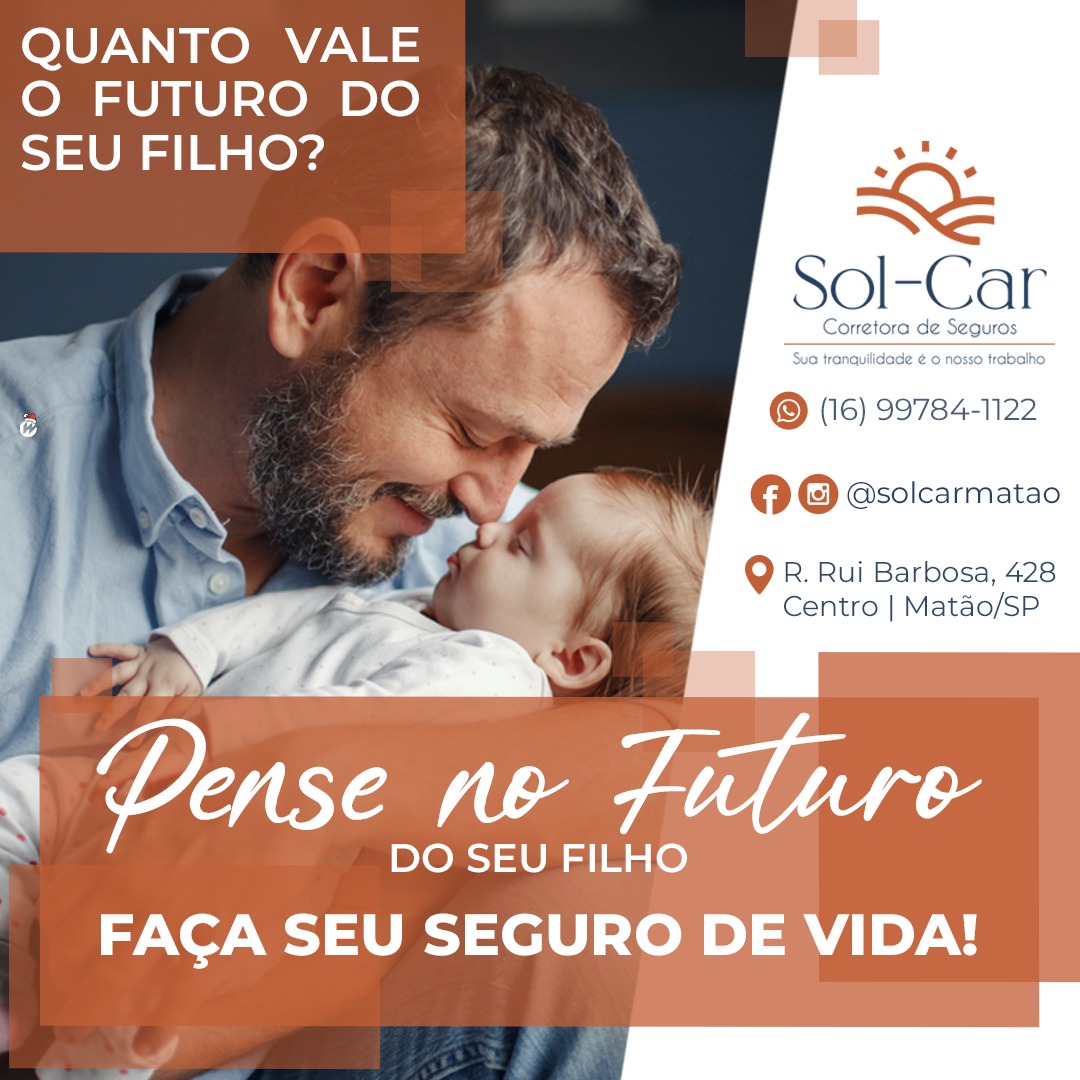 QUANTO VALE
O FUTURO DO
SEU FILHO?
Sol-Car
Corretora de Seguros
Sua tranquilidade é o nosso trabalho
(16) 99784-1122
@solcarmatao
R. Rui Barbosa, 428
Centro | Matão/SP
Pense no Futuro
DO SEU FILHO
FAÇA SEU SEGURO DE VIDA!